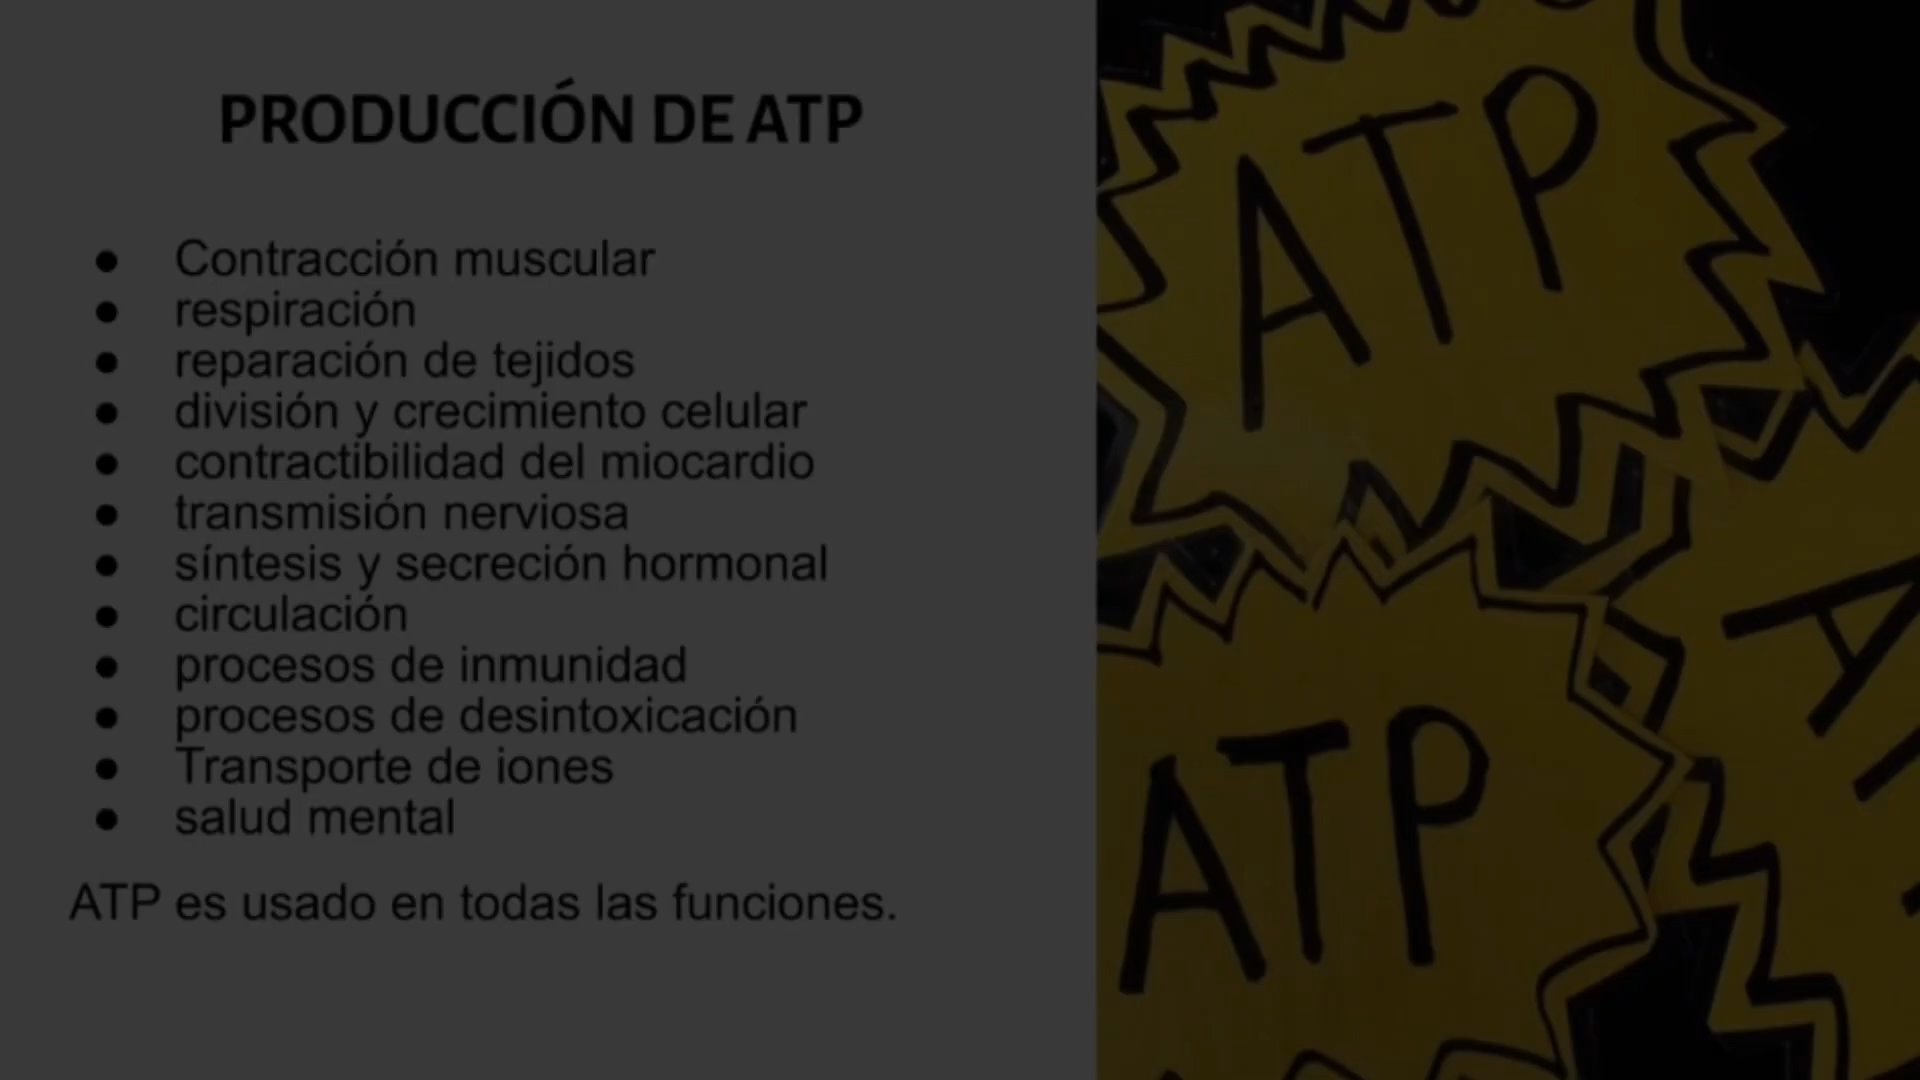 PRODUCCIÓN DE ATP
● Contracción muscular
● respiración
● reparación de tejidos
● división y crecimiento celular
● contractibilidad del miocardio
● transmisión nerviosa
● síntesis y secreción hormonal
● circulación
● procesos de inmunidad
● procesos de desintoxicación
● Transporte de iones
● salud mental
ATP es usado en todas las funciones.
ATP
ATP